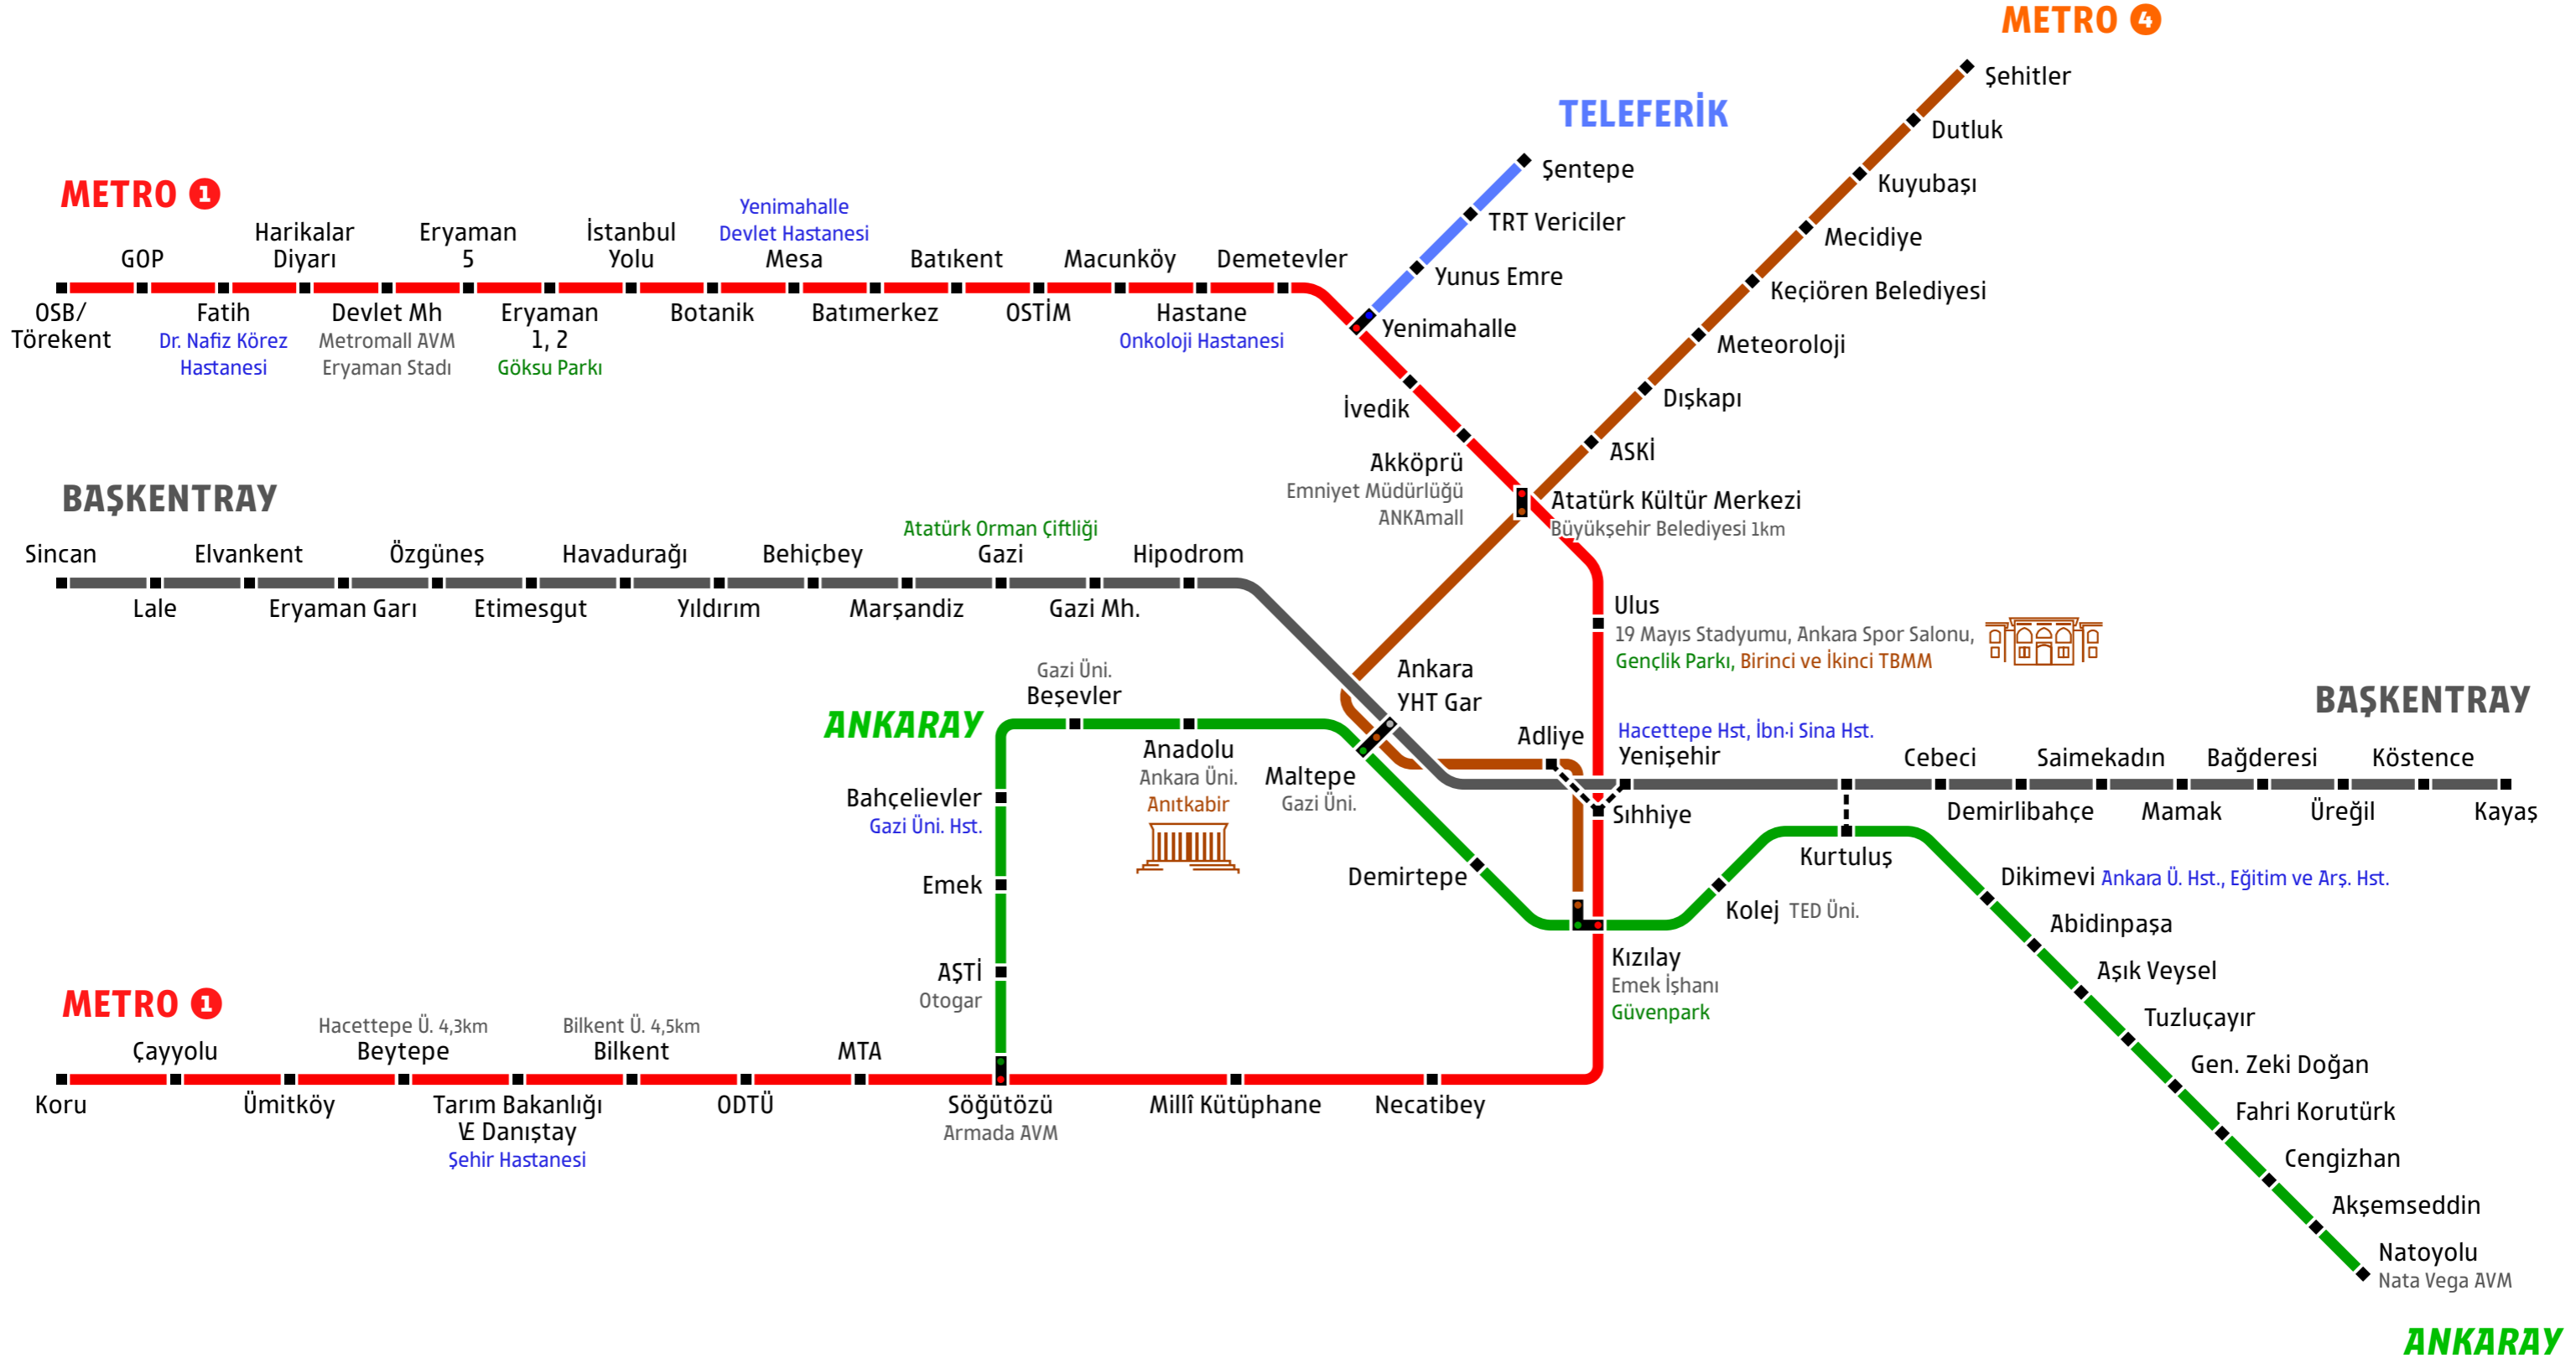 METRO 4
Şehitler
Dutluk
Kuyubaşı
Mecidiye
Keçiören Belediyesi
Meteoroloji
Dışkapı
ASKİ
TELEFERİK
Şentepe
TRT Vericiler
Yunus Emre
Yenimahalle
METRO 1
OSB/
Törekent
GOP
Fatih
Dr. Nafiz Körez
Hastanesi
Harikalar
Diyarı
Devlet Mh
Metromall AVM
Eryaman Stadı
Eryaman
5
Eryaman
1, 2
Göksu Parkı
İstanbul
Yolu
Botanik
Yenimahalle
Devlet Hastanesi
Mesa
Batımerkez
Batıkent
OSTİM
Macunköy
Hastane
Onkoloji Hastanesi
Demetevler
İvedik
Akköprü
Emniyet Müdürlüğü
ANKAmall
Atatürk Kültür Merkezi
Büyükşehir Belediyesi 1km
Ulus
19 Mayıs Stadyumu, Ankara Spor Salonu,
Gençlik Parkı, Birinci ve İkinci TBMM
BAŞKENTRAY
Sincan
Lale
Elvankent
Eryaman Garı
Özgüneş
Etimesgut
Havadurağı
Yıldırım
Behiçbey
Marşandiz
Atatürk Orman Çiftliği
Gazi
Gazi Mh.
Hipodrom
Ankara
YHT Gar
Adliye
Hacettepe Hst, İbn-i Sina Hst.
Yenişehir
Sıhhiye
BAŞKENTRAY
Cebeci
Demirlibahçe
Saimekadın
Mamak
Bağderesi
Üreğil
Köstence
Kayaş
ANKARAY
Gazi Üni.
Beşevler
Anadolu
Ankara Üni.
Anıtkabir
Maltepe
Gazi Üni.
Bahçelievler
Gazi Üni. Hst.
Emek
AŞTİ
Otogar
Demirtepe
Kızılay
Emek İşhanı
Güvenpark
Kolej TED Üni.
Kurtuluş
Dikimevi Ankara Ü. Hst., Eğitim ve Arş. Hst.
Abidinpaşa
Aşık Veysel
Tuzluçayır
Gen. Zeki Doğan
Fahri Korutürk
Cengizhan
Akşemseddin
Natoyolu
Nata Vega AVM
ANKARAY
METRO 1
Koru
Çayyolu
Ümitköy
Hacettepe Ü. 4,3km
Beytepe
Tarım Bakanlığı
VE Danıştay
Şehir Hastanesi
Bilkent Ü. 4,5km
Bilkent
ODTÜ
MTA
Söğütözü
Armada AVM
Millî Kütüphane
Necatibey